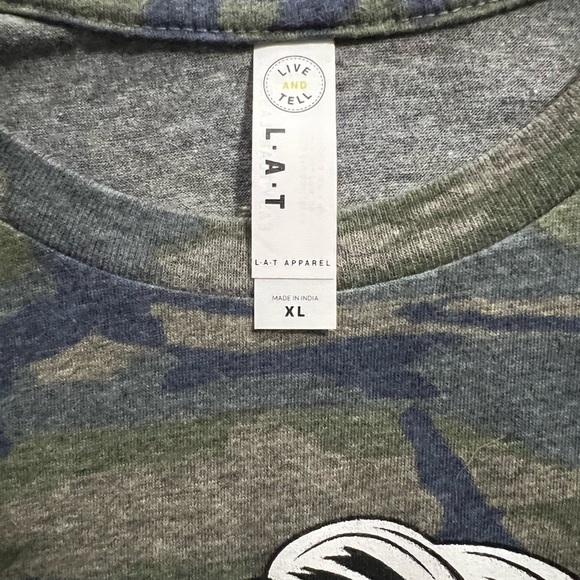 LIVE
AND
TELL
L·A·T
L·A·T APPAREL
MADE IN INDIA
XL